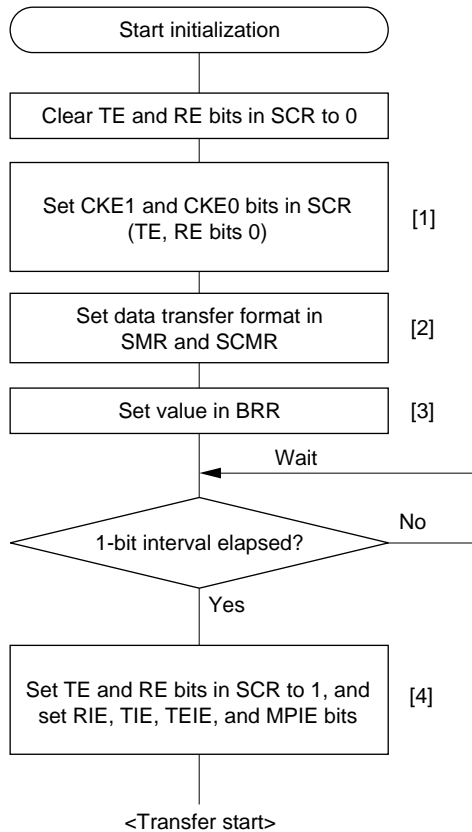 Start initialization
Clear TE and RE bits in SCR to 0
Set CKE1 and CKE0 bits in SCR
(TE, RE bits 0)
[1]
Set data transfer format in
SMR and SCMR
[2]
Set value in BRR
[3]
Wait
1-bit interval elapsed?
No
Yes
Set TE and RE bits in SCR to 1, and
set RIE, TIE, TEIE, and MPIE bits
[4]
<Transfer start>